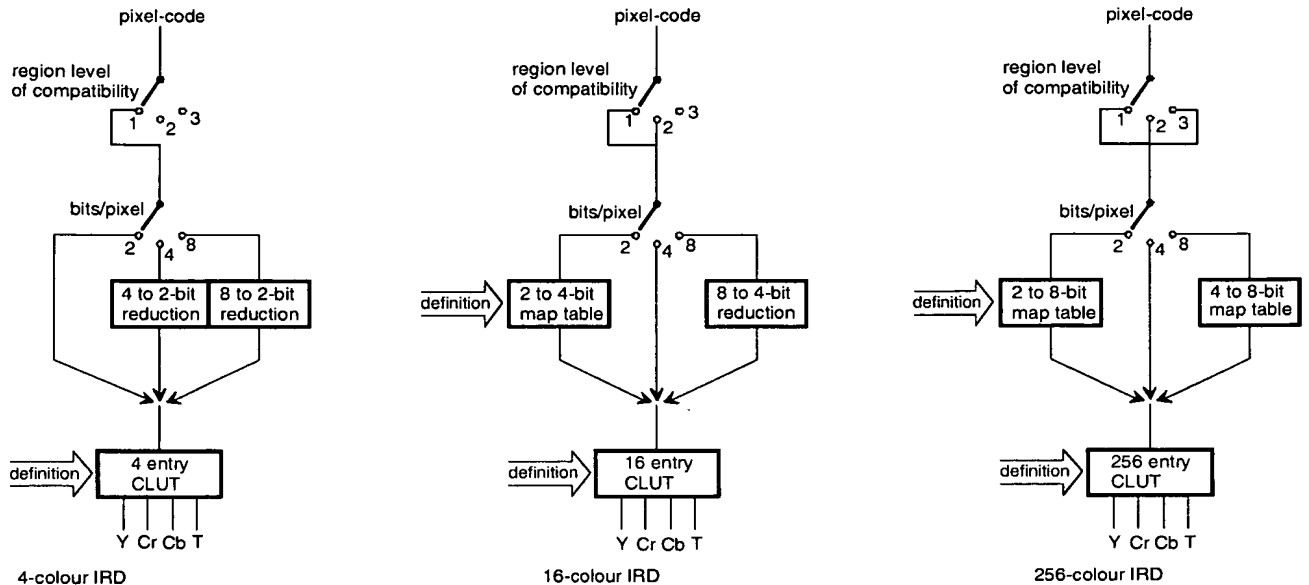 pixel-code
region level
of compatibility
1
2
3
bits/pixel
2
4
8
4 to 2-bit
reduction
8 to 2-bit
reduction
definition
4 entry
CLUT
Y Cr Cb T
4-colour IRD
pixel-code
region level
of compatibility
1
2
3
bits/pixel
2
4
8
definition
2 to 4-bit
map table
8 to 4-bit
reduction
definition
16 entry
CLUT
Y Cr Cb T
16-colour IRD
pixel-code
region level
of compatibility
1
2
3
bits/pixel
2
4
8
definition
2 to 8-bit
map table
4 to 8-bit
map table
definition
256 entry
CLUT
Y Cr Cb T
256-colour IRD